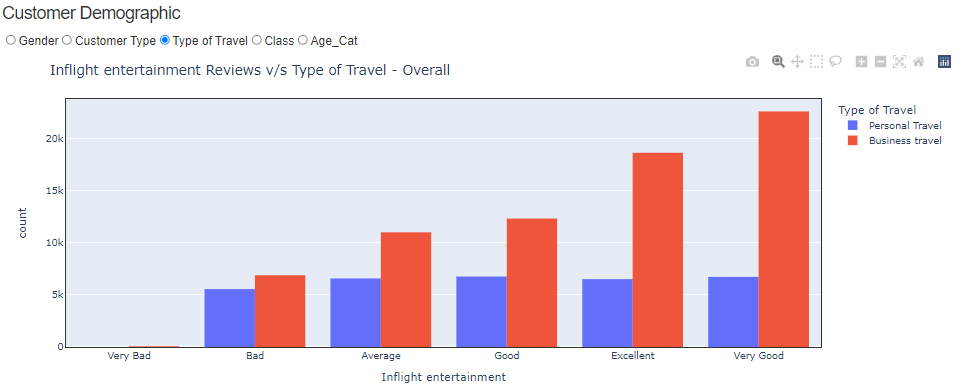 Customer Demographic
Gender Customer Type Type of Travel Class Age_Cat
Inflight entertainment Reviews v/s Type of Travel - Overall
Type of Travel
Personal Travel
Business travel
20k
15k
10k
5k
0
count
Very Bad Bad Average Good Excellent Very Good
Inflight entertainment